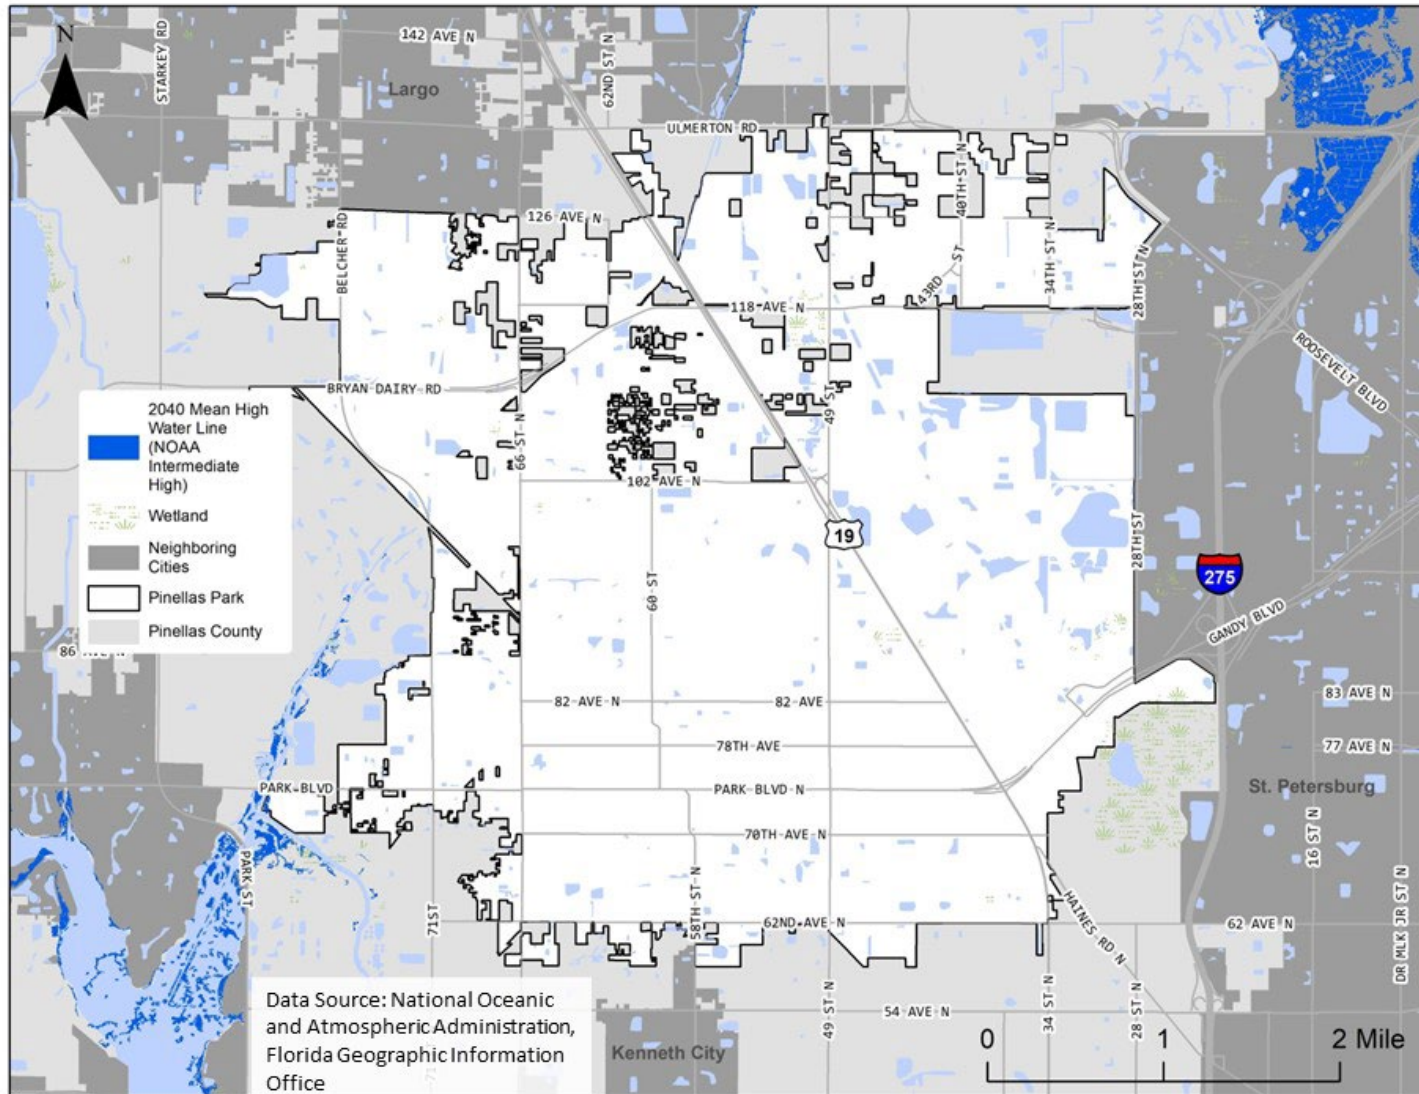 N
STARKEY RD
142 AVE N
62ND ST N
Largo
ULMERTON RD
40TH ST N
126 AVE N
BELCHER RD
34TH ST N
28TH ST N
43RD ST
118 AVE N
ROOSEVELT BLVD
BRYAN DAIRY RD
49 ST
66 ST N
102 AVE N
19
28TH ST
275
60 ST
GANDY BLVD
2040 Mean High
Water Line
(NOAA
Intermediate
High)
Wetland
Neighboring
Cities
Pinellas Park
Pinellas County
86 AVE N
82 AVE N
82 AVE
83 AVE N
78TH AVE
77 AVE N
PARK BLVD
PARK BLVD N
St. Petersburg
70TH AVE N
16 ST N
PARK ST
71ST
58TH ST N
62ND AVE N
HAINES RD N
62 AVE N
DR MLK JR ST N
49 ST N
34 ST N
28 ST N
54 AVE N
Kenneth City
Data Source: National Oceanic
and Atmospheric Administration,
Florida Geographic Information
Office
0 1 2 Mile